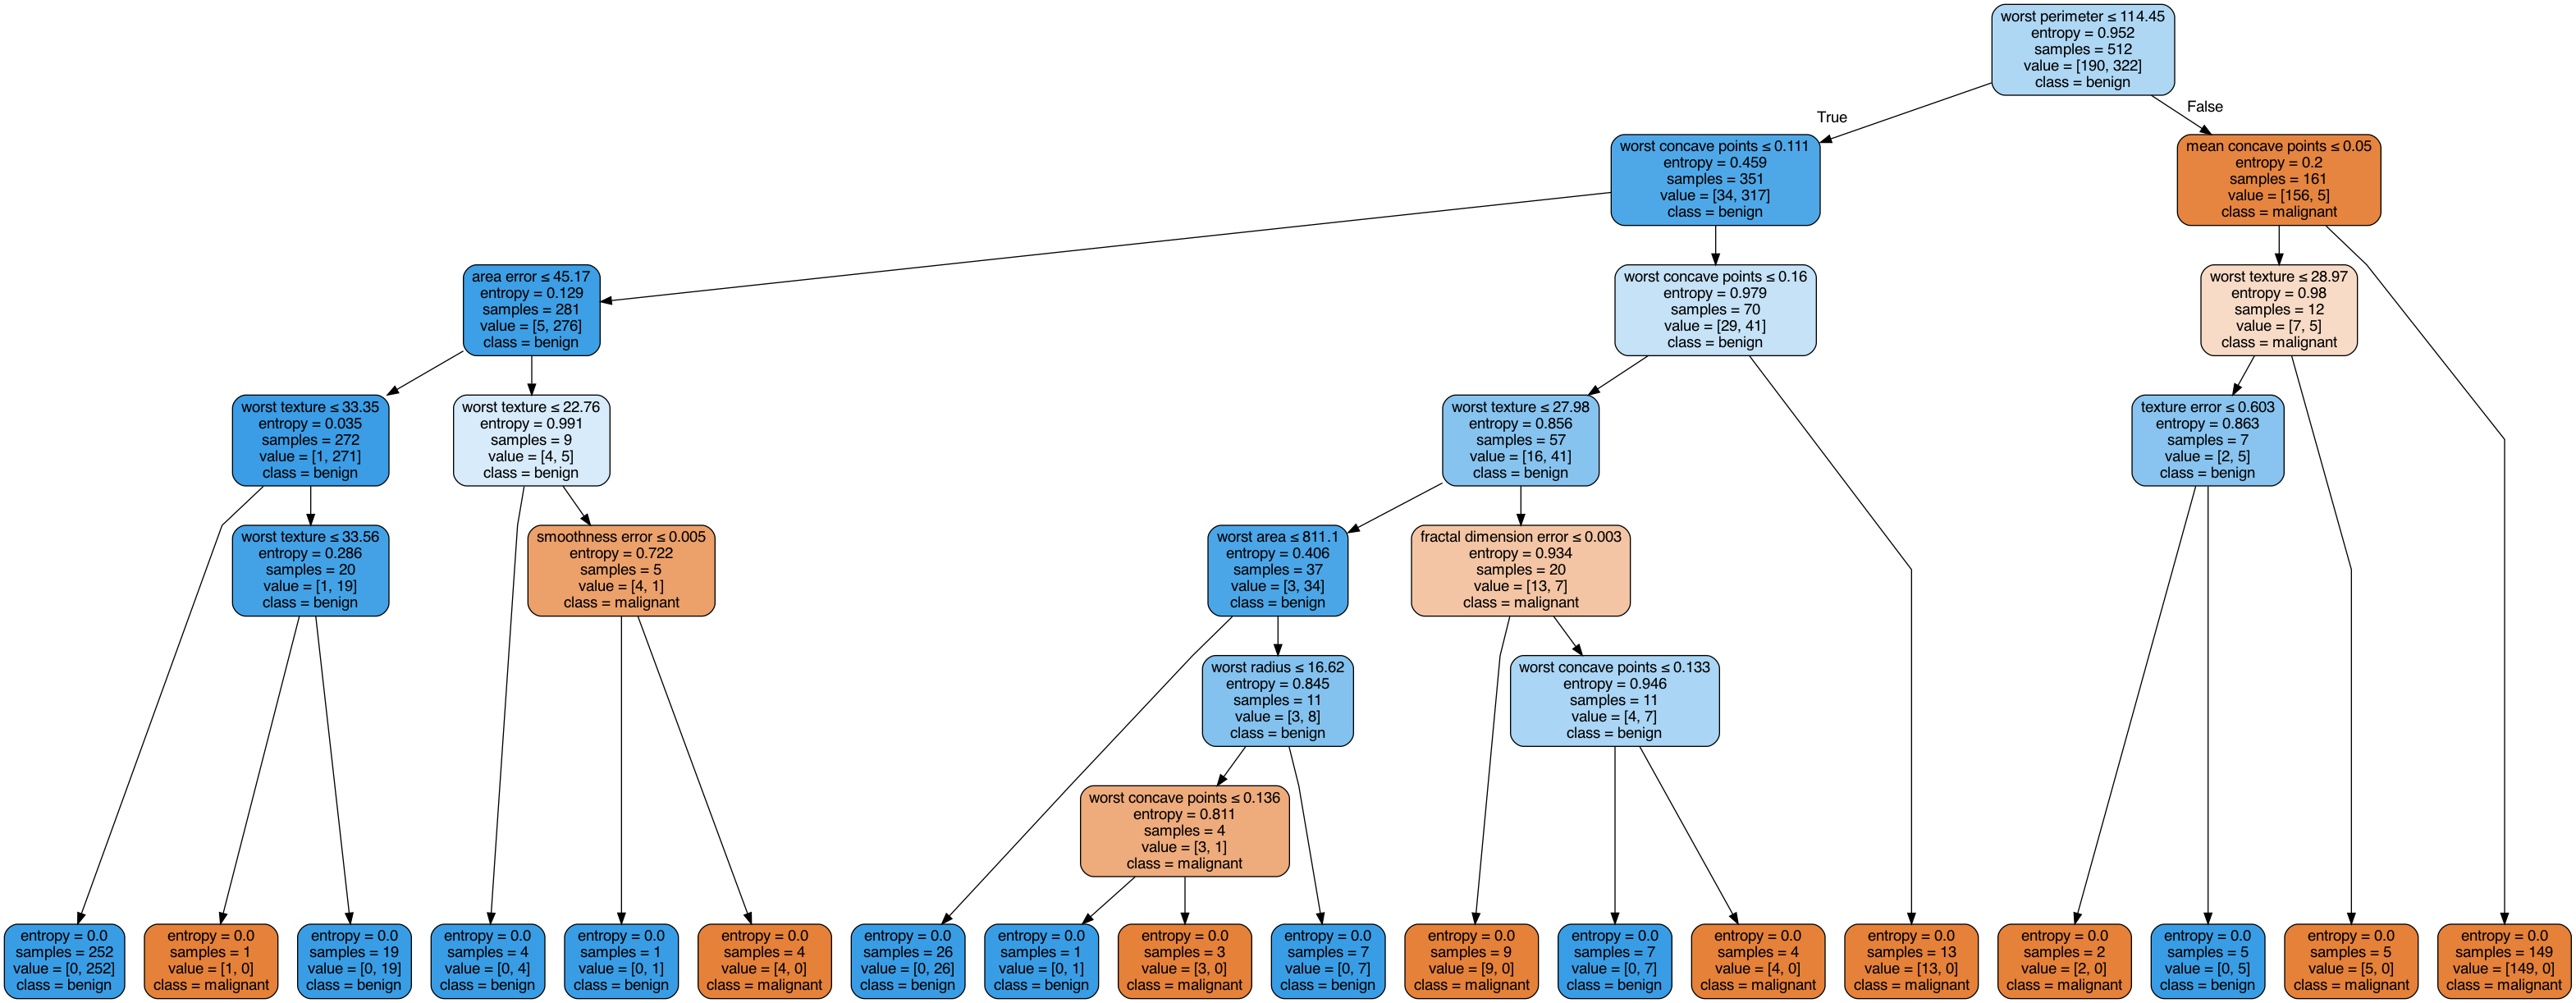 worst perimeter ≤ 114.45
entropy = 0.952
samples = 512
value = [190, 322]
class = benign
True
False
worst concave points ≤ 0.111
entropy = 0.459
samples = 351
value = [34, 317]
class = benign
mean concave points ≤ 0.05
entropy = 0.2
samples = 161
value = [156, 5]
class = malignant
area error ≤ 45.17
entropy = 0.129
samples = 281
value = [5, 276]
class = benign
worst concave points ≤ 0.16
entropy = 0.979
samples = 70
value = [29, 41]
class = benign
worst texture ≤ 28.97
entropy = 0.98
samples = 12
value = [7, 5]
class = malignant
worst texture ≤ 33.35
entropy = 0.035
samples = 272
value = [1, 271]
class = benign
worst texture ≤ 22.76
entropy = 0.991
samples = 9
value = [4, 5]
class = benign
worst texture ≤ 27.98
entropy = 0.856
samples = 57
value = [16, 41]
class = benign
texture error ≤ 0.603
entropy = 0.863
samples = 7
value = [2, 5]
class = benign
worst texture ≤ 33.56
entropy = 0.286
samples = 20
value = [1, 19]
class = benign
smoothness error ≤ 0.005
entropy = 0.722
samples = 5
value = [4, 1]
class = malignant
worst area ≤ 811.1
entropy = 0.406
samples = 37
value = [3, 34]
class = benign
fractal dimension error ≤ 0.003
entropy = 0.934
samples = 20
value = [13, 7]
class = malignant
worst radius ≤ 16.62
entropy = 0.845
samples = 11
value = [3, 8]
class = benign
worst concave points ≤ 0.133
entropy = 0.946
samples = 11
value = [4, 7]
class = benign
worst concave points ≤ 0.136
entropy = 0.811
samples = 4
value = [3, 1]
class = malignant
entropy = 0.0
samples = 252
value = [0, 252]
class = benign
entropy = 0.0
samples = 1
value = [1, 0]
class = malignant
entropy = 0.0
samples = 19
value = [0, 19]
class = benign
entropy = 0.0
samples = 4
value = [0, 4]
class = benign
entropy = 0.0
samples = 1
value = [0, 1]
class = benign
entropy = 0.0
samples = 4
value = [4, 0]
class = malignant
entropy = 0.0
samples = 26
value = [0, 26]
class = benign
entropy = 0.0
samples = 1
value = [0, 1]
class = benign
entropy = 0.0
samples = 3
value = [3, 0]
class = malignant
entropy = 0.0
samples = 7
value = [0, 7]
class = benign
entropy = 0.0
samples = 9
value = [9, 0]
class = malignant
entropy = 0.0
samples = 7
value = [0, 7]
class = benign
entropy = 0.0
samples = 4
value = [4, 0]
class = malignant
entropy = 0.0
samples = 13
value = [13, 0]
class = malignant
entropy = 0.0
samples = 2
value = [2, 0]
class = malignant
entropy = 0.0
samples = 5
value = [0, 5]
class = benign
entropy = 0.0
samples = 5
value = [5, 0]
class = malignant
entropy = 0.0
samples = 149
value = [149, 0]
class = malignant